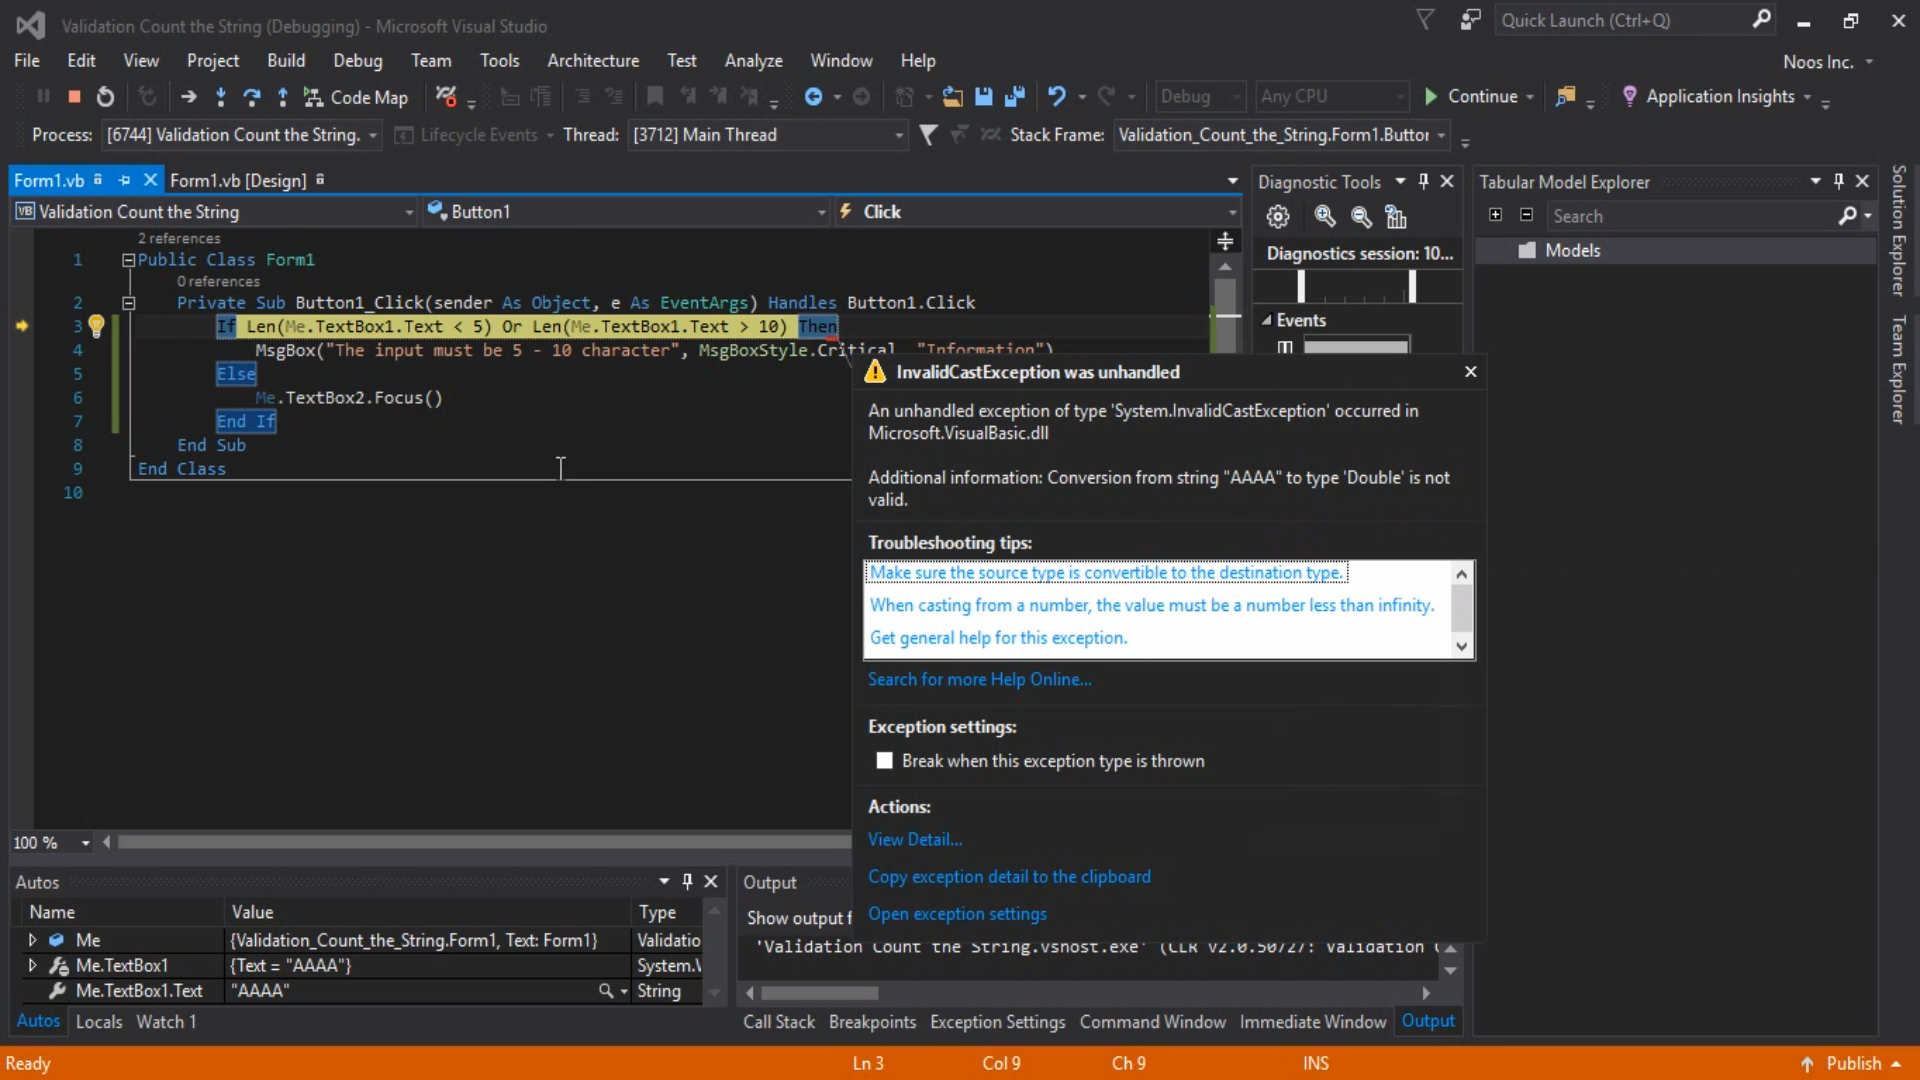 Validation Count the String (Debugging) - Microsoft Visual Studio
Quick Launch (Ctrl+Q)
File Edit View Project Build Debug Team Tools Architecture Test Analyze Window Help
Noos Inc.
Code Map
Debug
Any CPU
Continue
Application Insights
Process: [6744] Validation Count the String. Lifecycle Events Thread: [3712] Main Thread Stack Frame: Validation_Count_the_String.Form1.Buttor
Form1.vb
Form1.vb [Design]
VB Validation Count the String
Button1
Click
2 references
1 Public Class Form1
0 references
2 Private Sub Button1_Click(sender As Object, e As EventArgs) Handles Button1.Click
3 If Len(Me.TextBox1.Text < 5) Or Len(Me.TextBox1.Text > 10) Then
4 MsgBox("The input must be 5 - 10 character", MsgBoxStyle.Critical, "Information")
5 Else
6 Me.TextBox2.Focus()
7 End If
8 End Sub
9 End Class
10
100 %
InvalidCastException was unhandled
An unhandled exception of type 'System.InvalidCastException' occurred in
Microsoft.VisualBasic.dll
Additional information: Conversion from string "AAAA" to type 'Double' is not
valid.
Troubleshooting tips:
Make sure the source type is convertible to the destination type.
When casting from a number, the value must be a number less than infinity.
Get general help for this exception.
Search for more Help Online...
Exception settings:
Break when this exception type is thrown
Actions:
View Detail...
Copy exception detail to the clipboard
Open exception settings
Diagnostic Tools
Diagnostics session: 10...
Events
Tabular Model Explorer
Search
Models
Solution Explorer
Team Explorer
Autos
Name Value Type
Me {Validation_Count_the_String.Form1, Text: Form1} Validatio
Me.TextBox1 {Text = "AAAA"} System.\
Me.TextBox1.Text "AAAA" String
Autos Locals Watch 1
Output
Show output f
'Validation Count the String.vshost.exe' (CLR v2.0.50727: Validation
Call Stack Breakpoints Exception Settings Command Window Immediate Window Output
Ready
Ln 3
Col 9
Ch 9
INS
Publish